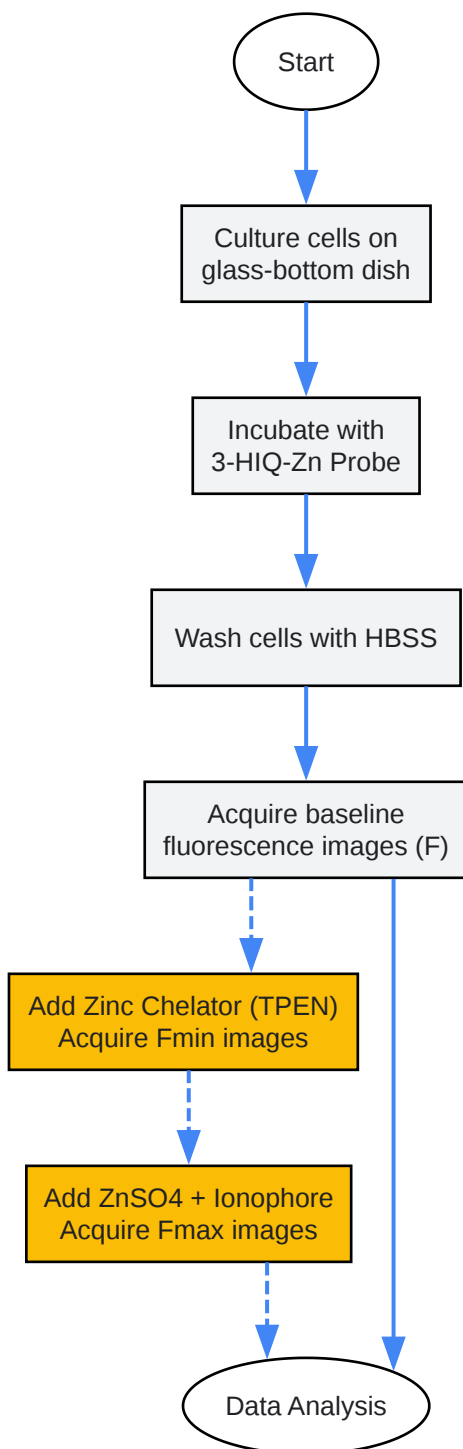 Start
Culture cells on
glass-bottom dish
Incubate with
3-HIQ-Zn Probe
Wash cells with HBSS
Acquire baseline
fluorescence images (F)
Add Zinc Chelator (TPEN)
Acquire Fmin images
Add ZnSO4 + Ionophore
Acquire Fmax images
Data Analysis